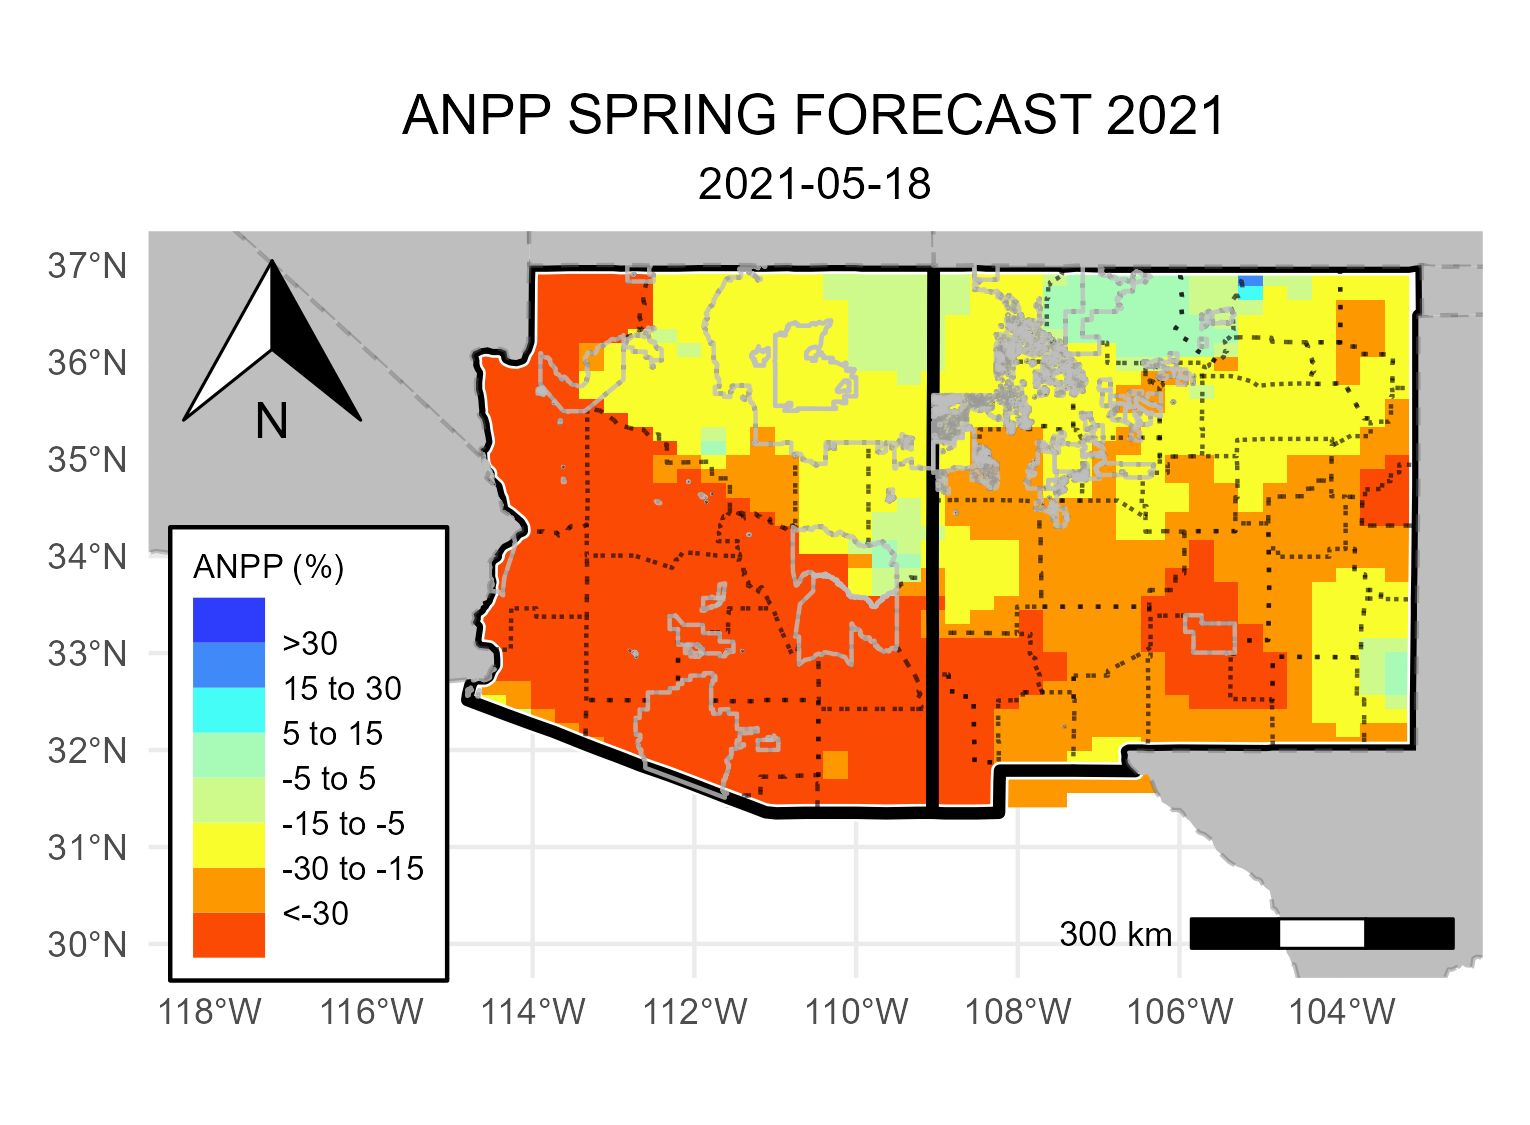 ANPP SPRING FORECAST 2021
2021-05-18
37°N
36°N
35°N
34°N
33°N
32°N
31°N
30°N
N
ANPP (%)
>30
15 to 30
5 to 15
-5 to 5
-15 to -5
-30 to -15
<-30
300 km
118°W 116°W 114°W 112°W 110°W 108°W 106°W 104°W